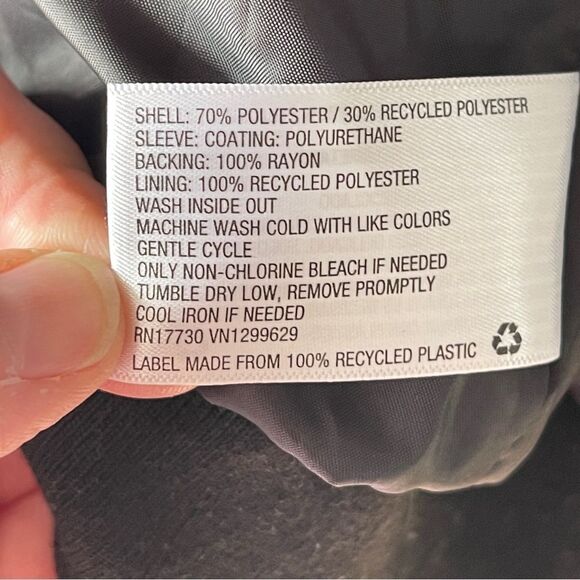 SHELL: 70% POLYESTER / 30% RECYCLED POLYESTER
SLEEVE: COATING: POLYURETHANE
BACKING: 100% RAYON
LINING: 100% RECYCLED POLYESTER
WASH INSIDE OUT
MACHINE WASH COLD WITH LIKE COLORS
GENTLE CYCLE
ONLY NON-CHLORINE BLEACH IF NEEDED
TUMBLE DRY LOW, REMOVE PROMPTLY
COOL IRON IF NEEDED
RN17730 VN1299629
LABEL MADE FROM 100% RECYCLED PLASTIC